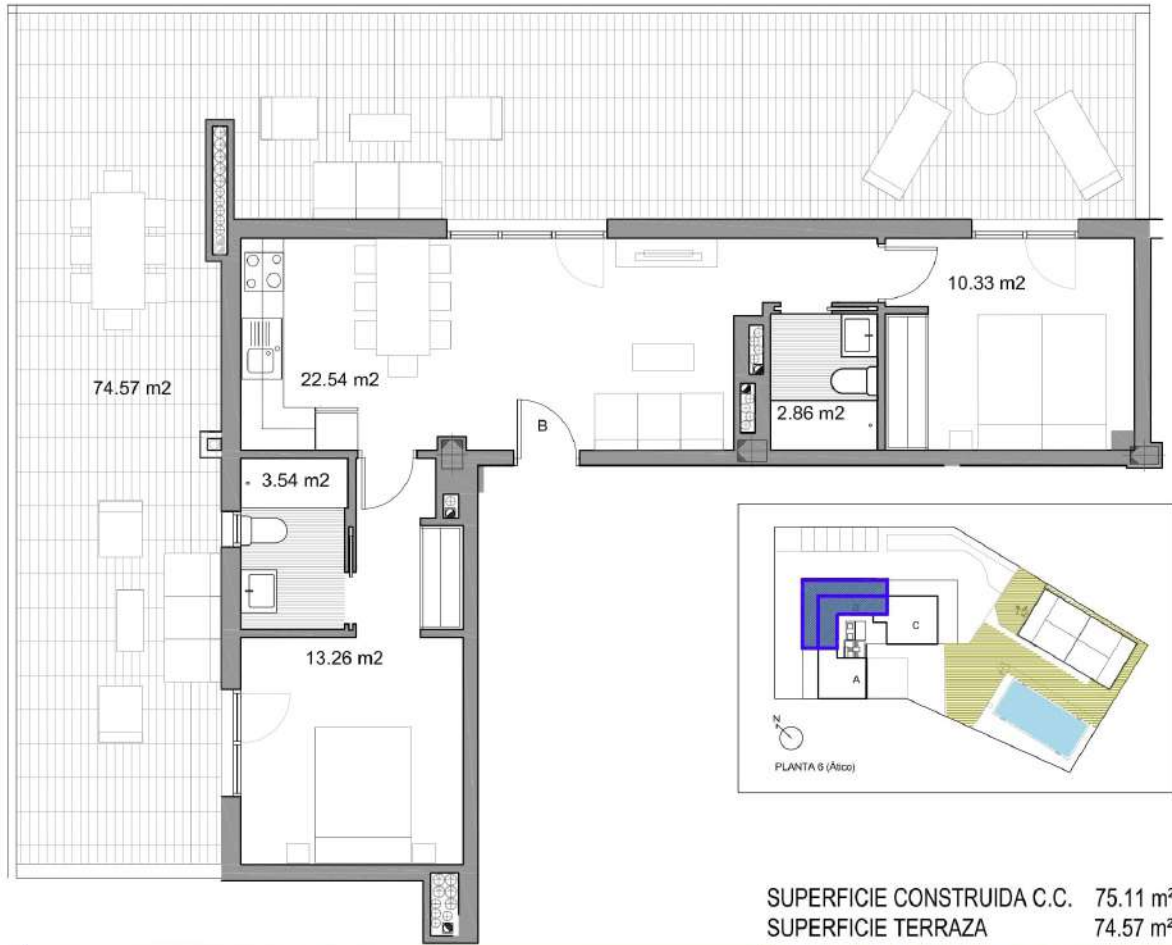 10.33 m2
74.57 m2
22.54 m2
B
2.86 m2
3.54 m2
13.26 m2
C
A
N
PLANTA 6 (Ático)
SUPERFICIE CONSTRUIDA C.C. 75.11 m²
SUPERFICIE TERRAZA 74.57 m²